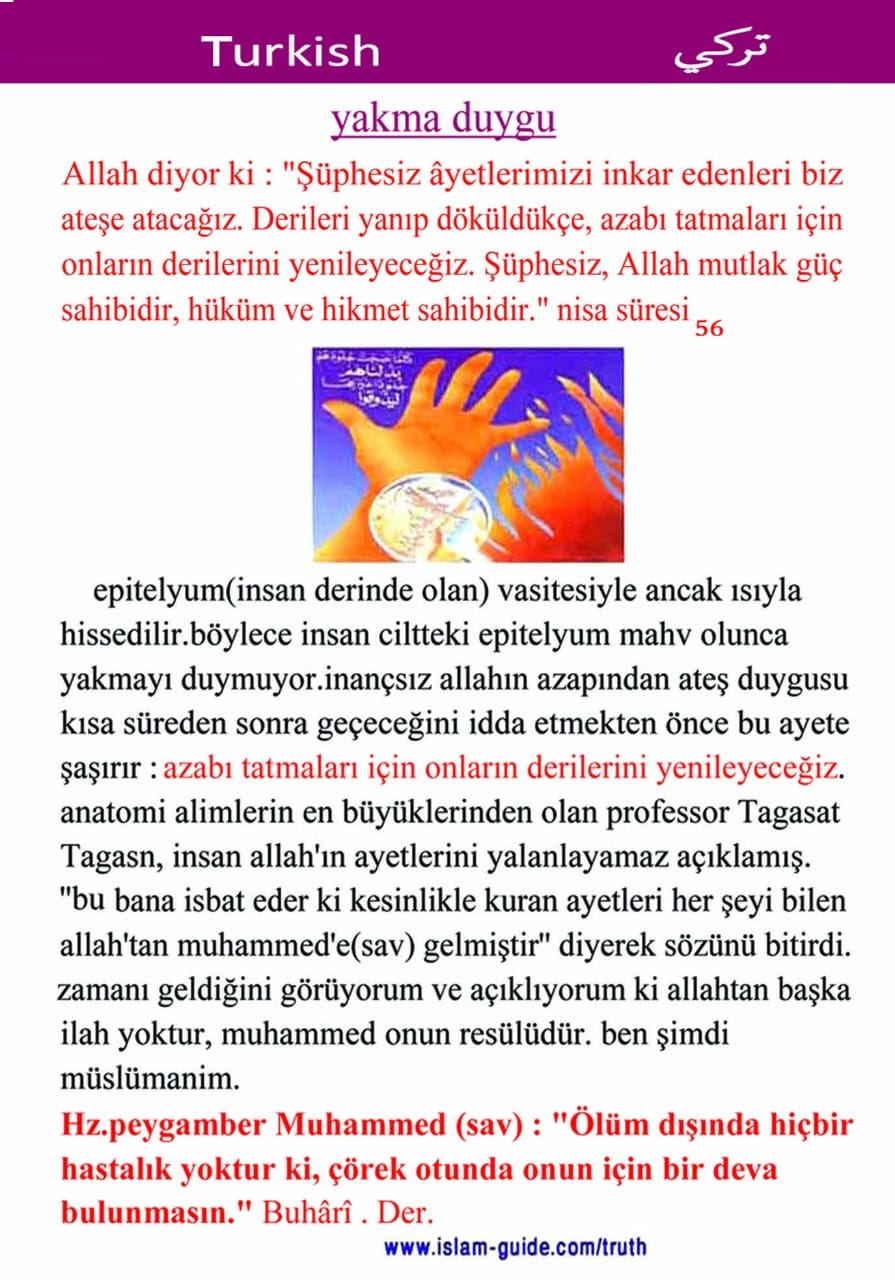 Turkish تركي
yakma duygu
Allah diyor ki : "Şüphesiz âyetlerimizi inkar edenleri biz
ateşe atacağız. Derileri yanıp döküldükçe, azabı tatmaları için
onların derilerini yenileyeceğiz. Şüphesiz, Allah mutlak güç
sahibidir, hüküm ve hikmet sahibidir." nisa süresi 56
كلما نضجت جلودهم
بدلناهم
جلودا غيرها
ليذوقوا
epitelyum(insan derinde olan) vasitesiyle ancak ısıyla
hissedilir.böylece insan ciltteki epitelyum mahv olunca
yakmayı duymuyor.inançsız allahın azapından ateş duygusu
kısa süreden sonra geçeceğini idda etmekten önce bu ayete
şaşırır : azabı tatmaları için onların derilerini yenileyeceğiz.
anatomi alimlerin en büyüklerinden olan professor Tagasat
Tagasn, insan allah'ın ayetlerini yalanlayamaz açıklamış.
"bu bana isbat eder ki kesinlikle kuran ayetleri her şeyi bilen
allah'tan muhammed'e(sav) gelmiştir" diyerek sözünü bitirdi.
zamanı geldiğini görüyorum ve açıklıyorum ki allahtan başka
ilah yoktur, muhammed onun resülüdür. ben şimdi
müslümanim.
Hz.peygamber Muhammed (sav) : "Ölüm dışında hiçbir
hastalık yoktur ki, çörek otunda onun için bir deva
bulunmasın." Buhârî . Der.
www.islam-guide.com/truth